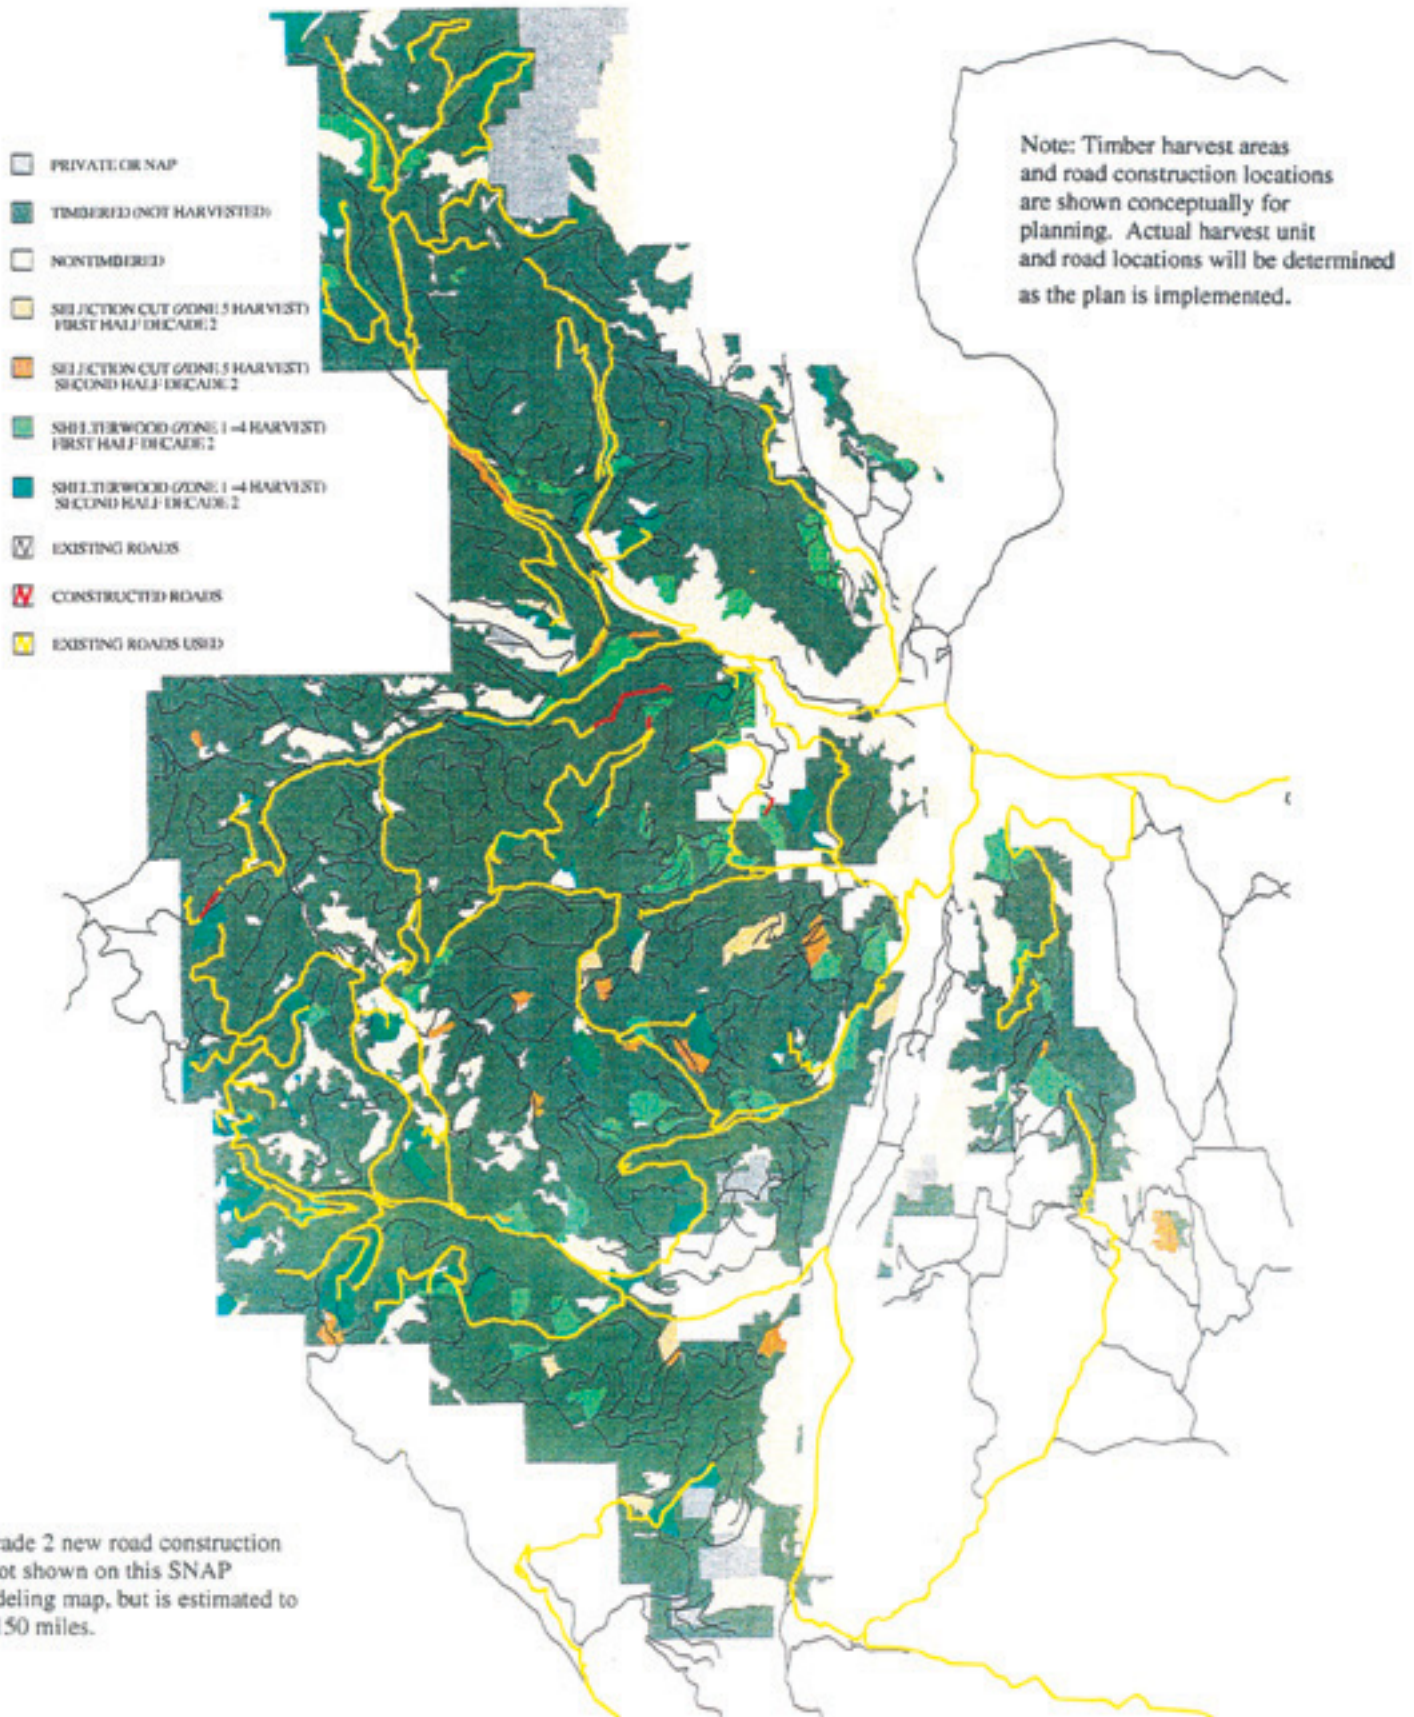 PRIVATE OR NAP
TIMBERED (NOT HARVESTED)
NONTIMBERED
SELECTION CUT (ZONE 5 HARVEST)
FIRST HALF DECADE 2
SELECTION CUT (ZONE 5 HARVEST)
SECOND HALF DECADE 2
SHELTERWOOD (ZONE 1-4 HARVEST)
FIRST HALF DECADE 2
SHELTERWOOD (ZONE 1-4 HARVEST)
SECOND HALF DECADE 2
EXISTING ROADS
CONSTRUCTED ROADS
EXISTING ROADS USED
Note: Timber harvest areas
and road construction locations
are shown conceptually for
planning. Actual harvest unit
and road locations will be determined
as the plan is implemented.
ade 2 new road construction
ot shown on this SNAP
deling map, but is estimated to
150 miles.